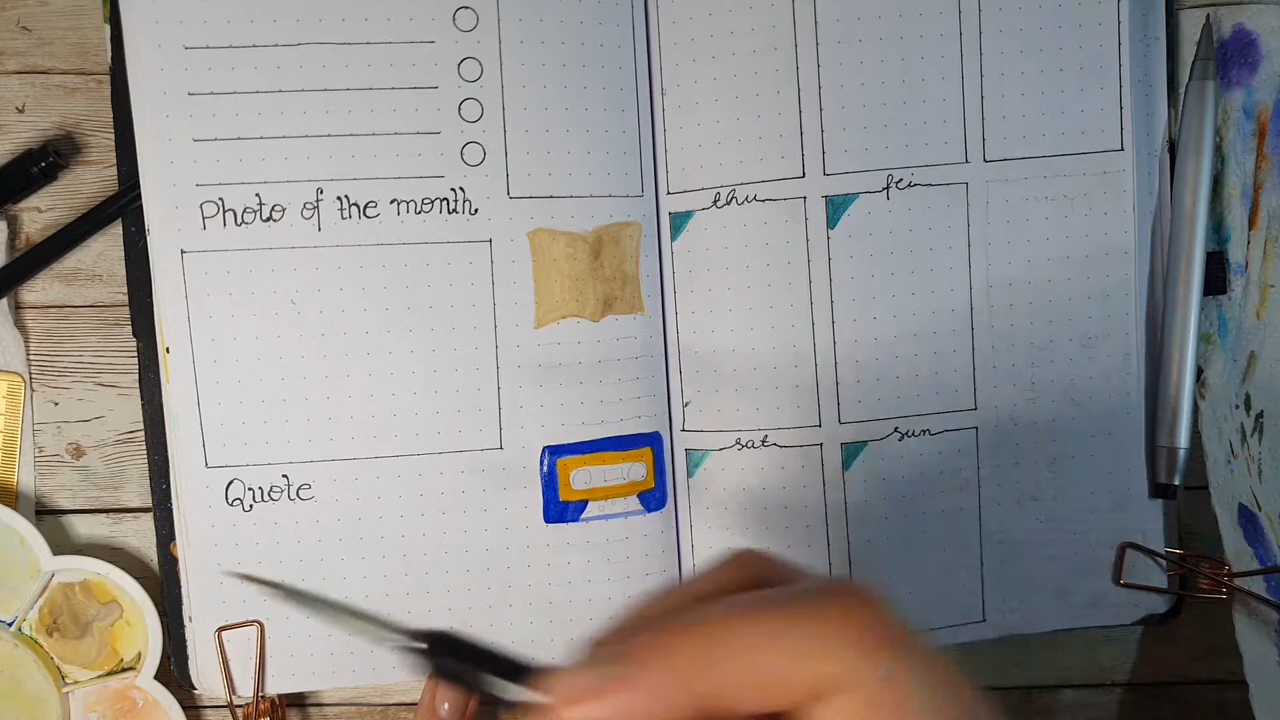 Photo of the month
Quote
thu
fri
sat
sun